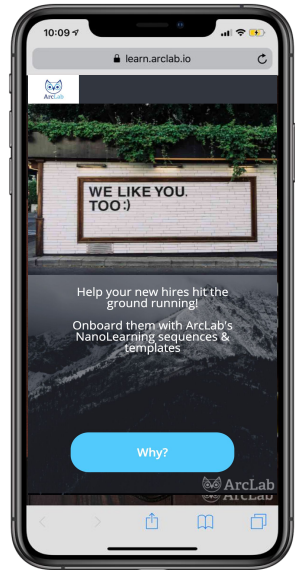 10:09
learn.arclab.io
ArcLab
WE LIKE YOU.
TOO:)
Help your new hires hit the
ground running!
Onboard them with ArcLab's
NanoLearning sequences &
templates
Why?
ArcLab
ArcLab